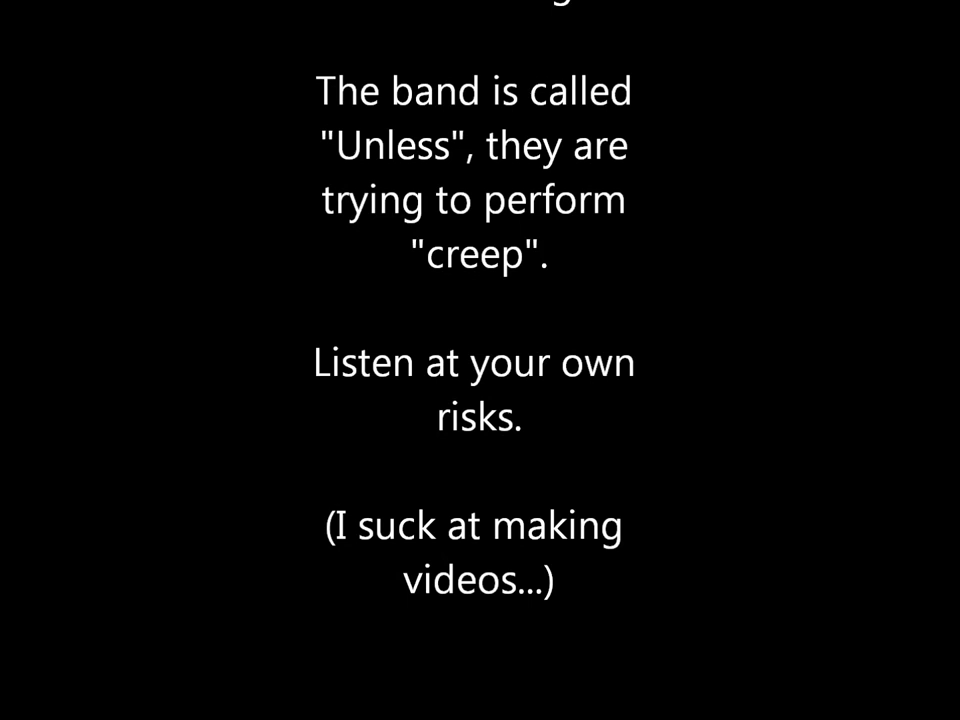 The band is called
"Unless", they are
trying to perform
"creep".
Listen at your own
risks.
(I suck at making
videos...)